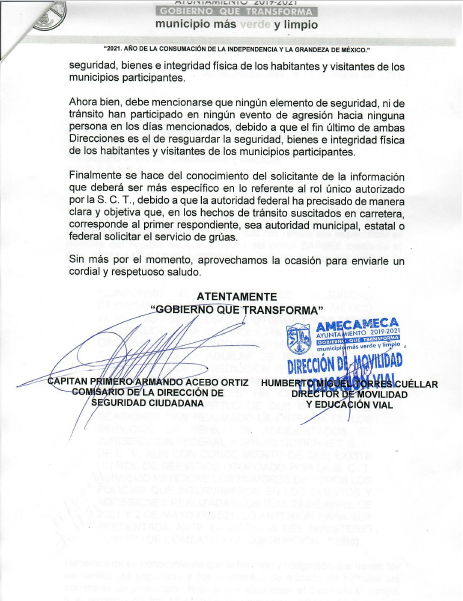 AYUNTAMIENTO 2019-2021
GOBIERNO QUE TRANSFORMA
municipio más verde y limpio
"2021. AÑO DE LA CONSUMACIÓN DE LA INDEPENDENCIA Y LA GRANDEZA DE MÉXICO."
seguridad, bienes e integridad física de los habitantes y visitantes de los
municipios participantes.
Ahora bien, debe mencionarse que ningún elemento de seguridad, ni de
tránsito han participado en ningún evento de agresión hacia ninguna
persona en los días mencionados, debido a que el fin último de ambas
Direcciones es el de resguardar la seguridad, bienes e integridad física
de los habitantes y visitantes de los municipios participantes.
Finalmente se hace del conocimiento del solicitante de la información
que deberá ser más específico en lo referente al rol único autorizado
por la S. C. T., debido a que la autoridad federal ha precisado de manera
clara y objetiva que, en los hechos de tránsito suscitados en carretera,
corresponde al primer respondiente, sea autoridad municipal, estatal o
federal solicitar el servicio de grúas.
Sin más por el momento, aprovechamos la ocasión para enviarle un
cordial y respetuoso saludo.
ATENTAMENTE
"GOBIERNO QUE TRANSFORMA"
AMECAMECA
AYUNTAMIENTO 2019-2021
GOBIERNO QUE TRANSFORMA
municipio más verde y limpio
DIRECCIÓN DE MOVILIDAD
Y EDUCACIÓN VIAL
CAPITAN PRIMERO ARMANDO ACEBO ORTIZ
COMISARIO DE LA DIRECCIÓN DE
SEGURIDAD CIUDADANA
HUMBERTO MIGUEL TORRES CUÉLLAR
DIRECTOR DE MOVILIDAD
Y EDUCACIÓN VIAL